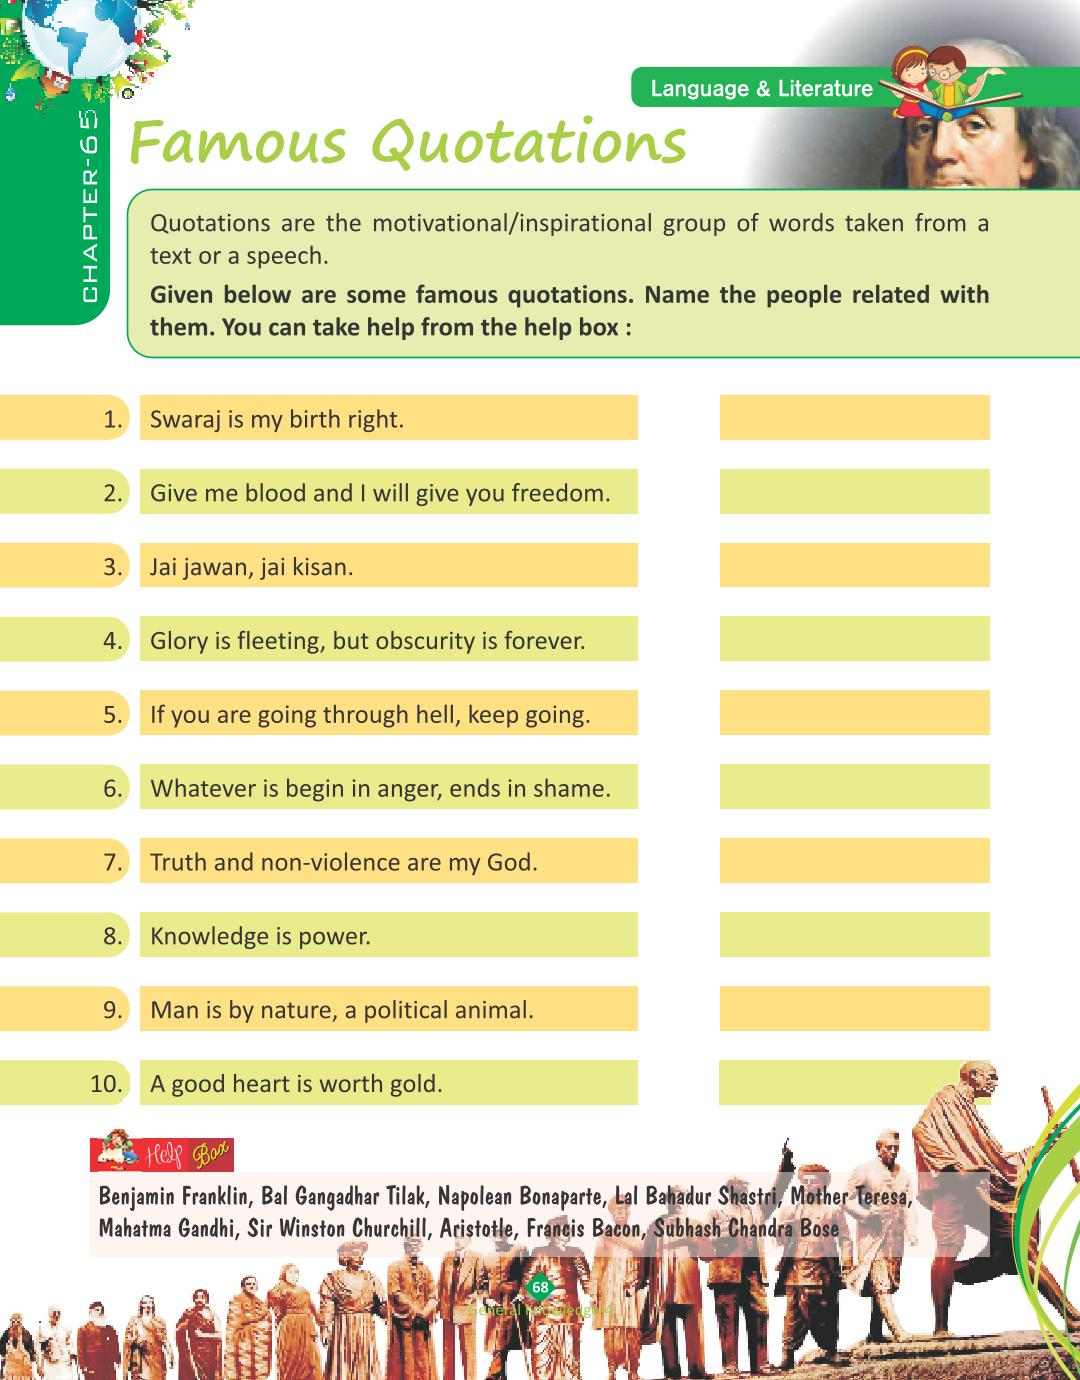 CHAPTER-65
Language & Literature
Famous Quotations
Quotations are the motivational/inspirational group of words taken from a
text or a speech.
Given below are some famous quotations. Name the people related with
them. You can take help from the help box :
1. Swaraj is my birth right.
2. Give me blood and I will give you freedom.
3. Jai jawan, jai kisan.
4. Glory is fleeting, but obscurity is forever.
5. If you are going through hell, keep going.
6. Whatever is begin in anger, ends in shame.
7. Truth and non-violence are my God.
8. Knowledge is power.
9. Man is by nature, a political animal.
10. A good heart is worth gold.
Help Box
Benjamin Franklin, Bal Gangadhar Tilak, Napolean Bonaparte, Lal Bahadur Shastri, Mother Teresa,
Mahatma Gandhi, Sir Winston Churchill, Aristotle, Francis Bacon, Subhash Chandra Bose
68
General Knowledge-4